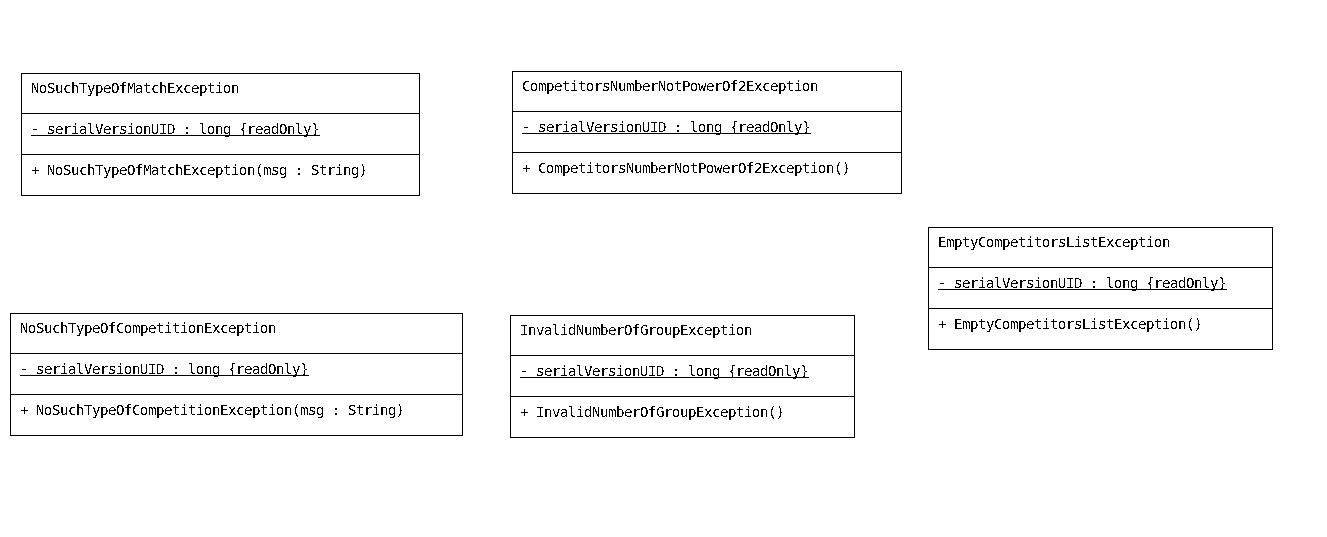 NoSuchTypeOfMatchException
- serialVersionUID : long {readOnly}
+ NoSuchTypeOfMatchException(msg : String)
CompetitorsNumberNotPowerOf2Exception
- serialVersionUID : long {readOnly}
+ CompetitorsNumberNotPowerOf2Exception()
EmptyCompetitorsListException
- serialVersionUID : long {readOnly}
+ EmptyCompetitorsListException()
NoSuchTypeOfCompetitionException
- serialVersionUID : long {readOnly}
+ NoSuchTypeOfCompetitionException(msg : String)
InvalidNumberOfGroupException
- serialVersionUID : long {readOnly}
+ InvalidNumberOfGroupException()